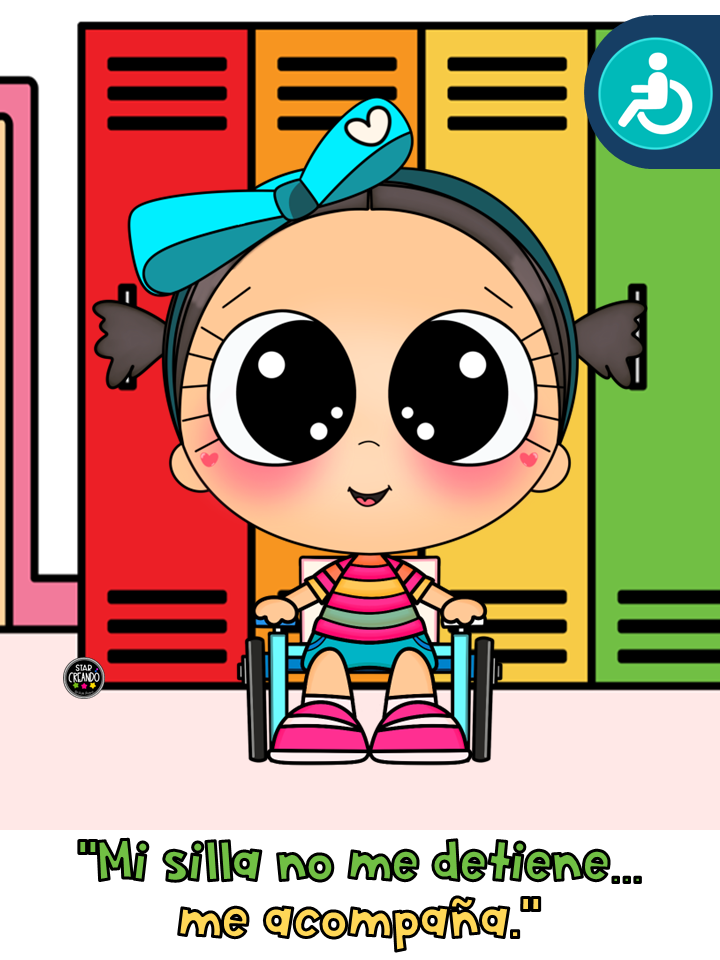 STAR
CREANDO
"Mi silla no me detiene...
me acompaña."